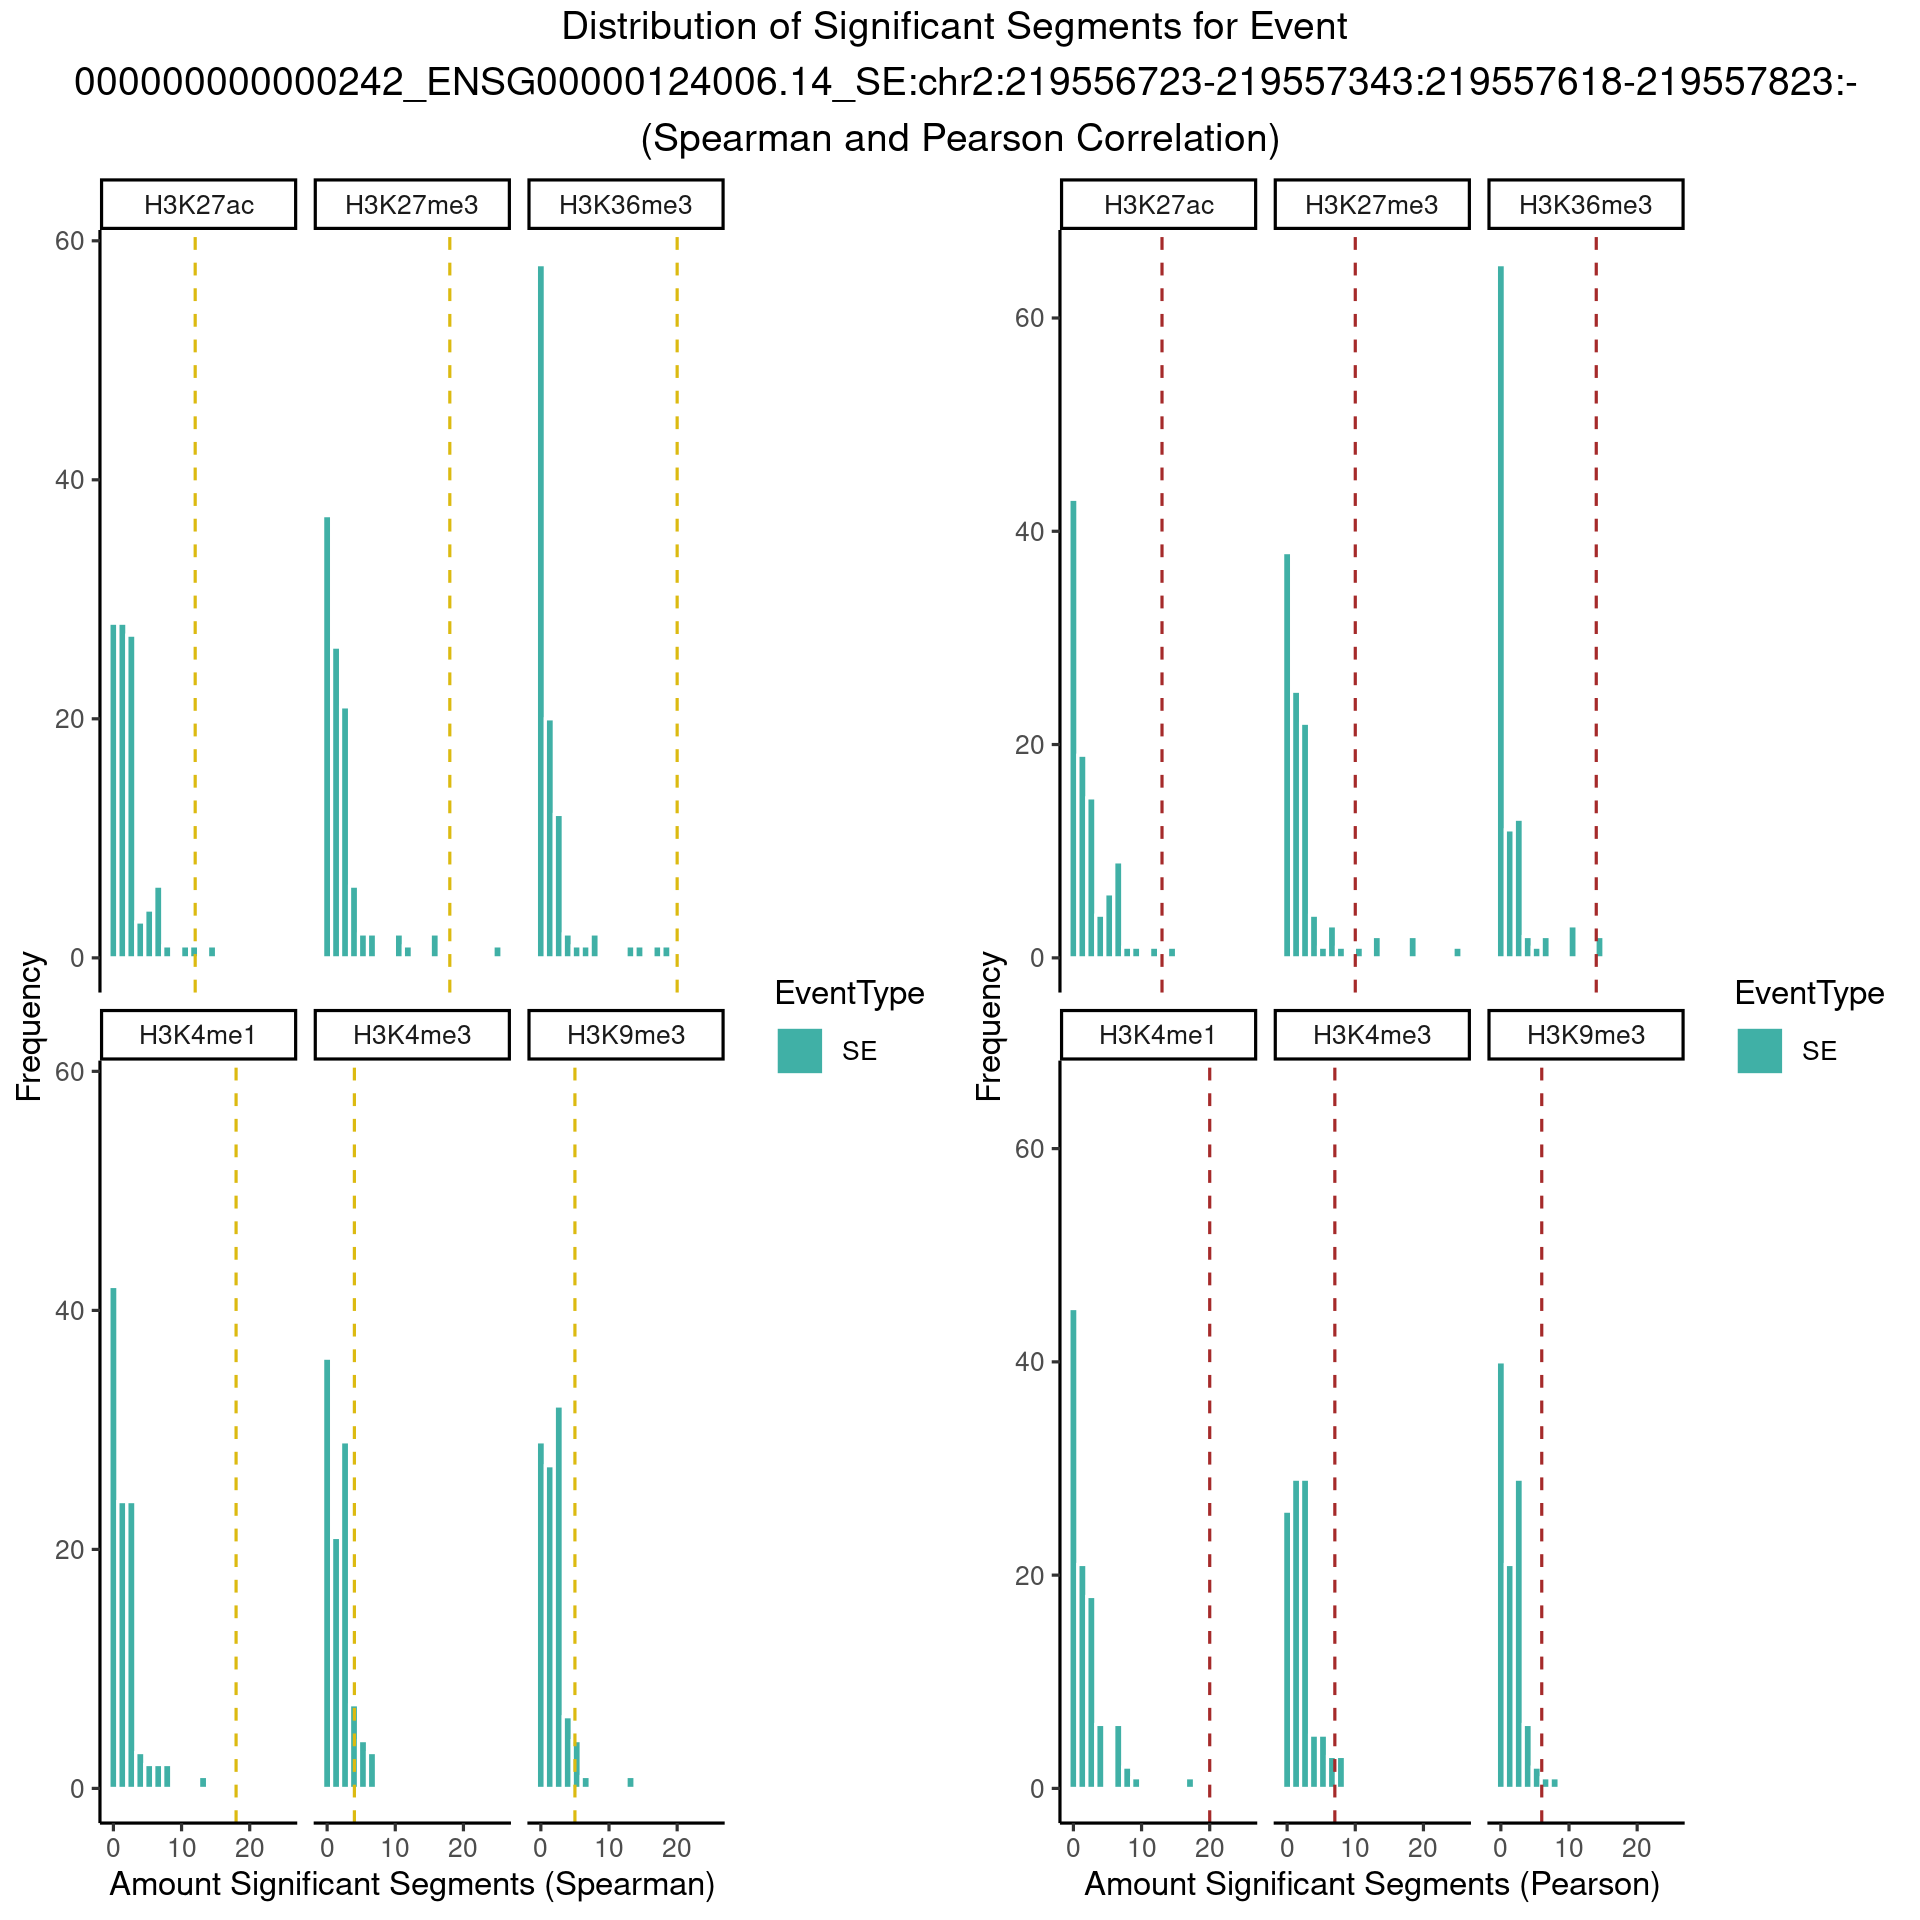 Distribution of Significant Segments for Event
000000000000242_ENSG00000124006.14_SE:chr2:219556723-219557343:219557618-219557823:-
(Spearman and Pearson Correlation)
H3K27ac H3K27me3 H3K36me3
60
40
20
0
H3K4me1 H3K4me3 H3K9me3
60
40
20
0
0 10 20 0 10 20 0 10 20
Frequency
Amount Significant Segments (Spearman)
EventType
SE
H3K27ac H3K27me3 H3K36me3
60
40
20
0
H3K4me1 H3K4me3 H3K9me3
60
40
20
0
0 10 20 0 10 20 0 10 20
Frequency
Amount Significant Segments (Pearson)
EventType
SE